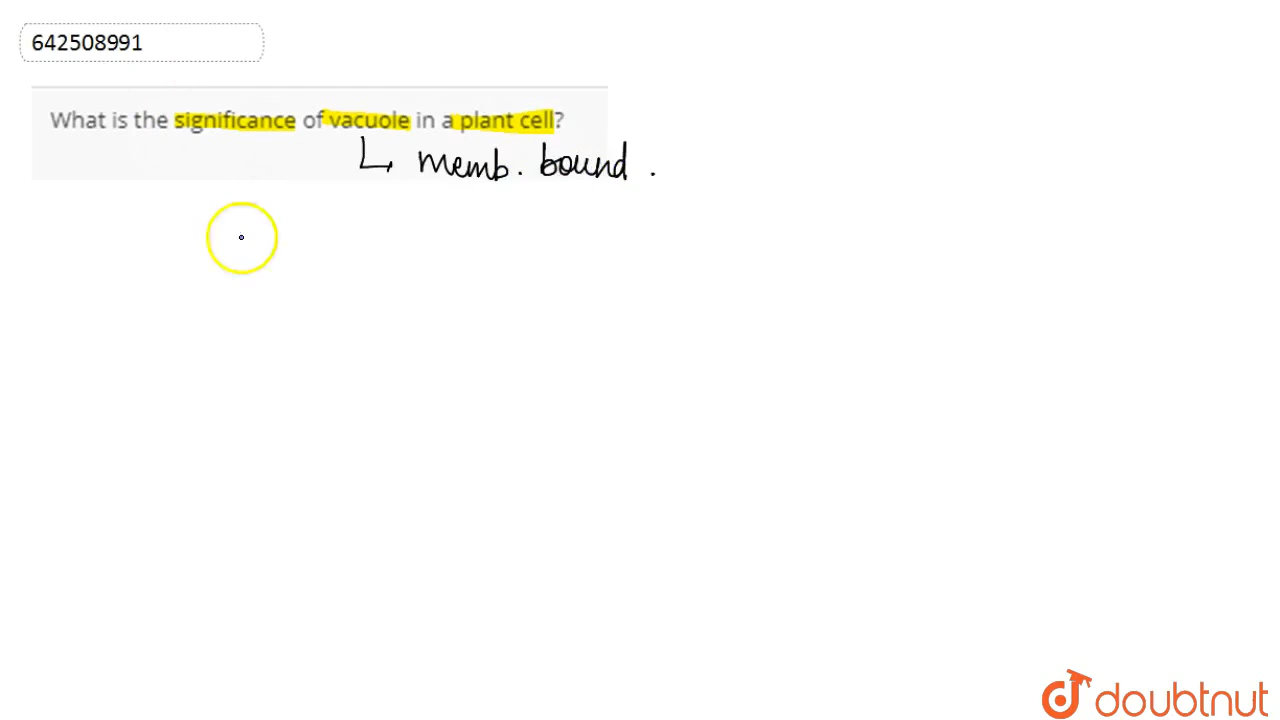 642508991
What is the significance of vacuole in a plant cell?
↳ memb. bound.
doubtnut